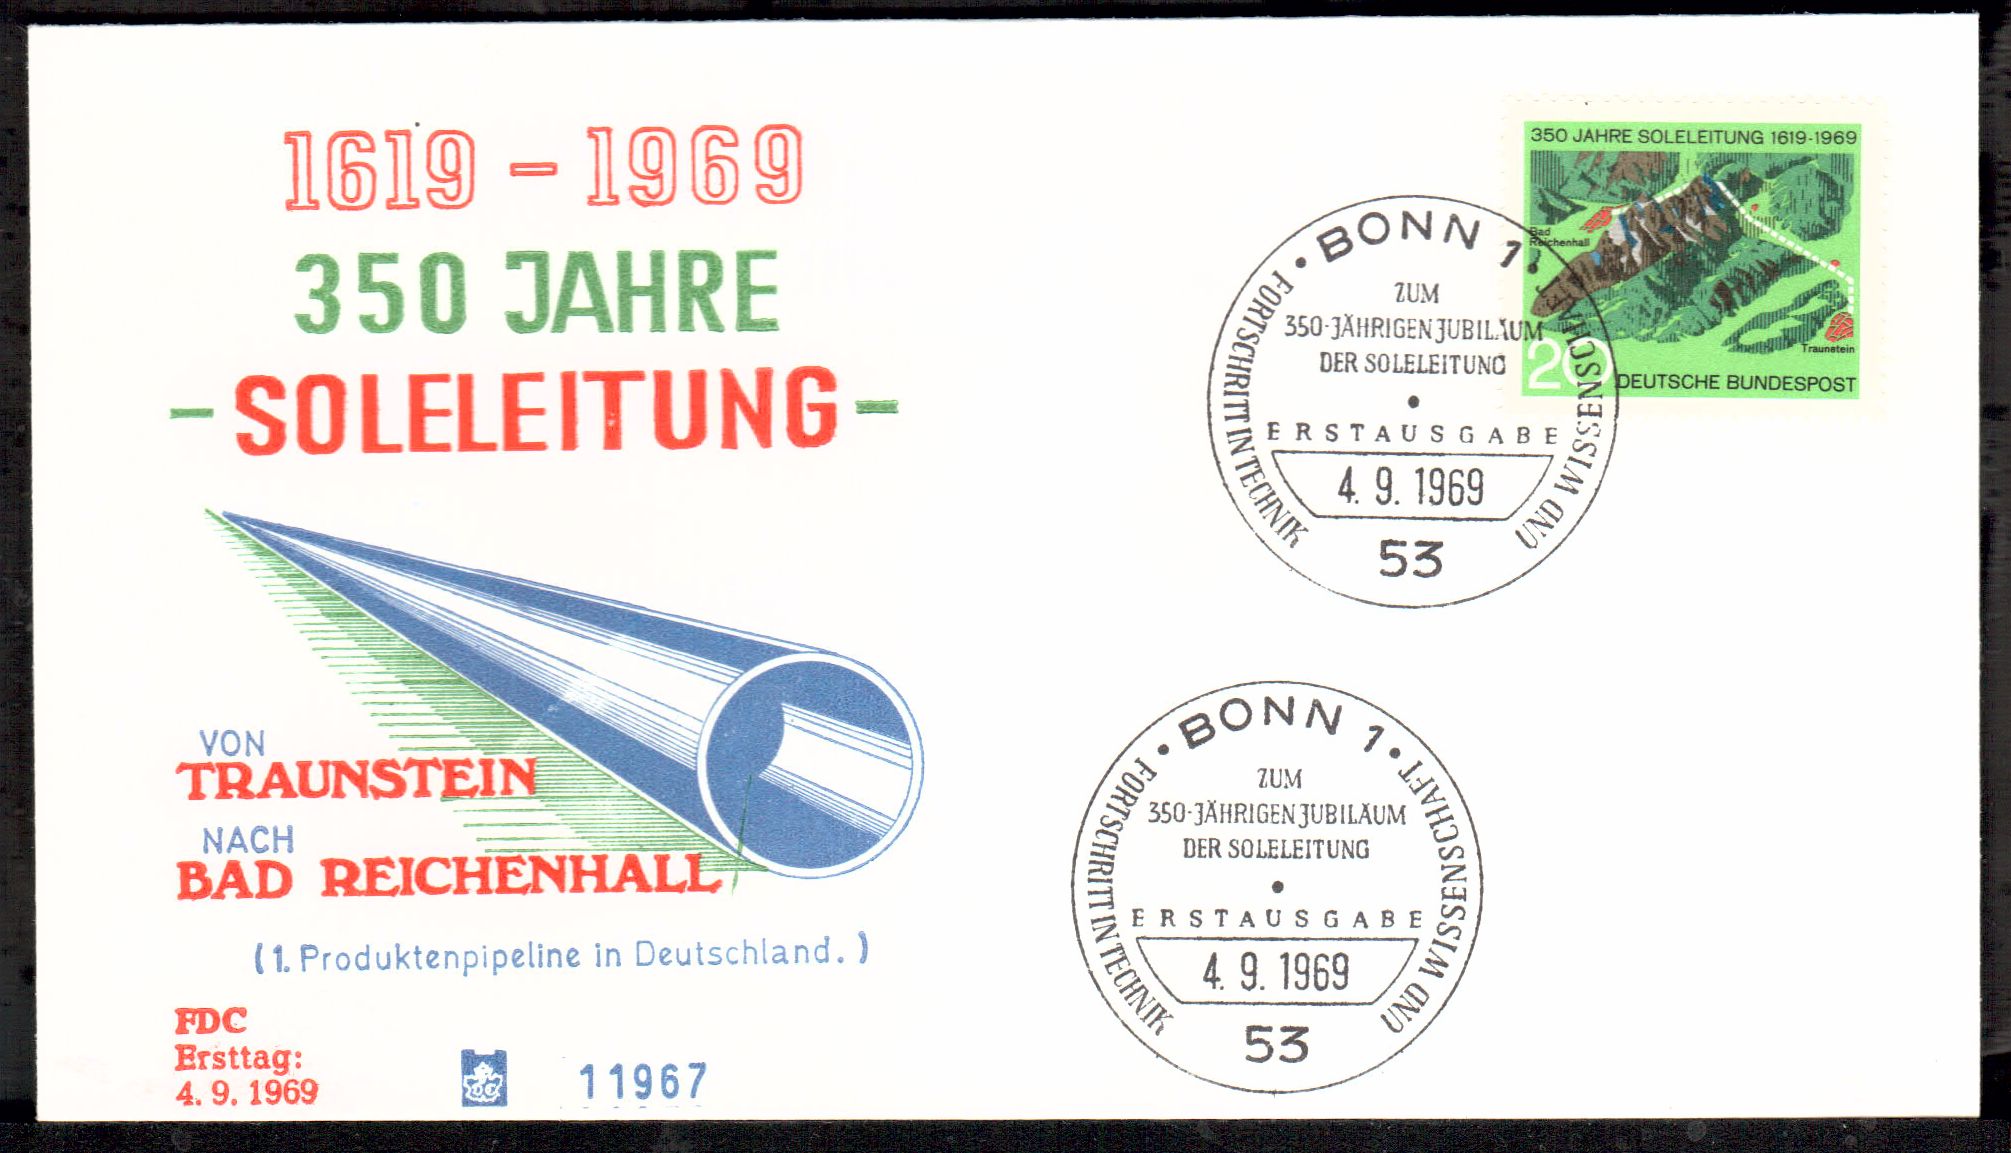 1619 - 1969
350 JAHRE
- SOLELEITUNG -
VON
TRAUNSTEIN
NACH
BAD REICHENHALL
(1. Produktenpipeline in Deutschland.)
FDC
Ersttag:
4. 9. 1969
11967
350 JAHRE SOLELEITUNG 1619-1969
Bad
Reichenhall
Traunstein
20
DEUTSCHE BUNDESPOST
• BONN 1 •
FORTSCHRITT IN TECHNIK
UND WISSENSCHAFT
ZUM
350-JÄHRIGEN JUBILÄUM
DER SOLELEITUNG
•
ERSTAUSGABE
4. 9. 1969
53
• BONN 1 •
FORTSCHRITT IN TECHNIK
UND WISSENSCHAFT
ZUM
350-JÄHRIGEN JUBILÄUM
DER SOLELEITUNG
•
ERSTAUSGABE
4. 9. 1969
53